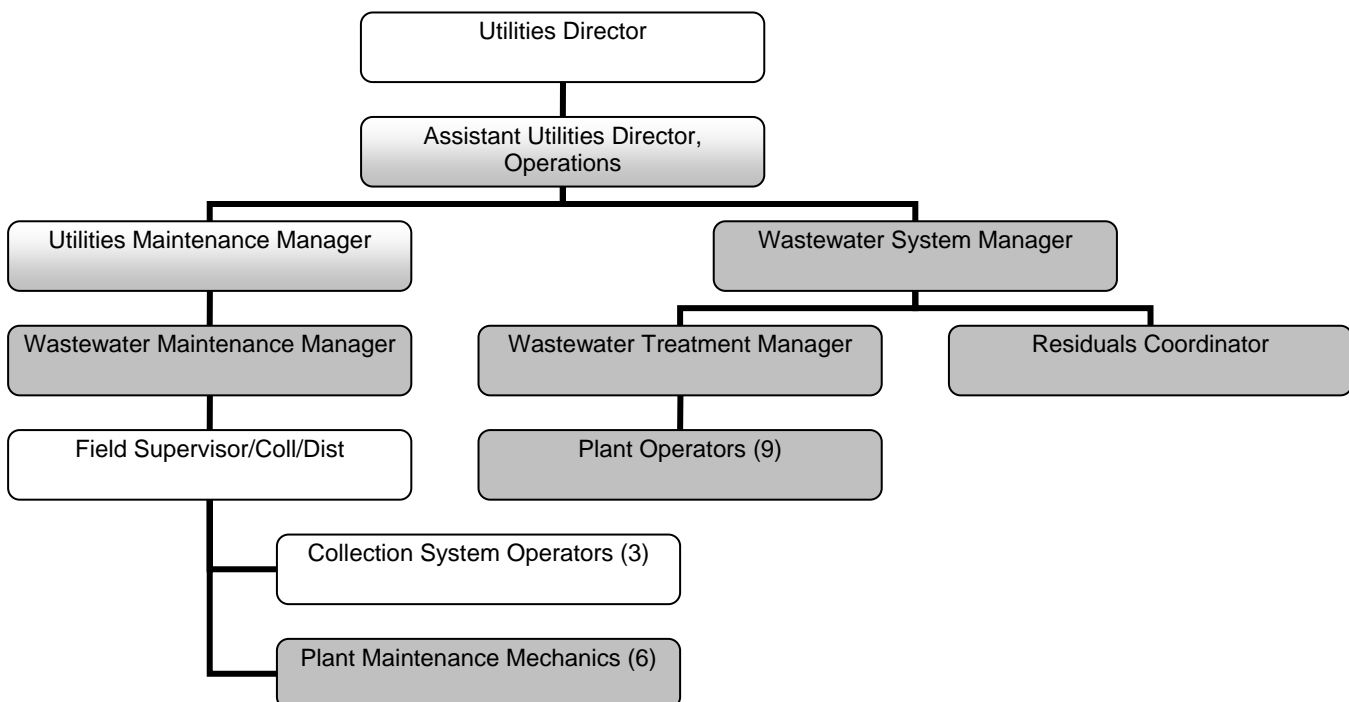 Utilities Director
Assistant Utilities Director,
Operations
Utilities Maintenance Manager
Wastewater System Manager
Wastewater Maintenance Manager
Wastewater Treatment Manager
Residuals Coordinator
Field Supervisor/Coll/Dist
Plant Operators (9)
Collection System Operators (3)
Plant Maintenance Mechanics (6)